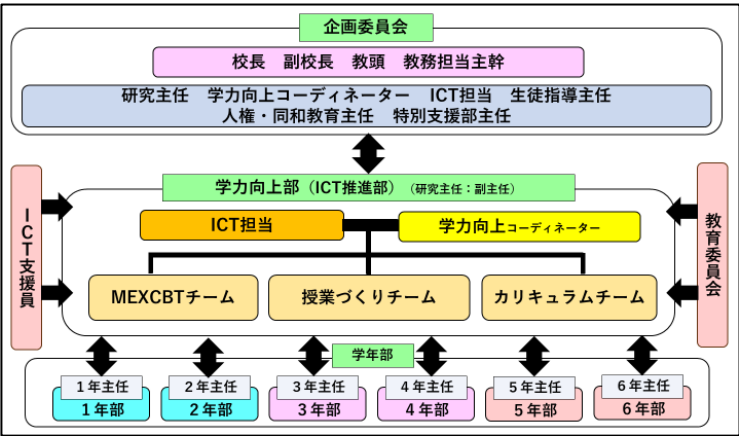 企画委員会
校長　副校長　教頭　教務担当主幹
研究主任　学力向上コーディネーター　ICT担当　生徒指導主任
人権・同和教育主任　特別支援部主任
学力向上部（ICT推進部）（研究主任：副主任）
ICT支援員
教育委員会
ICT担当
学力向上コーディネーター
MEXCBTチーム
授業づくりチーム
カリキュラムチーム
学年部
1年主任
2年主任
3年主任
4年主任
5年主任
6年主任
1年部
2年部
3年部
4年部
5年部
6年部